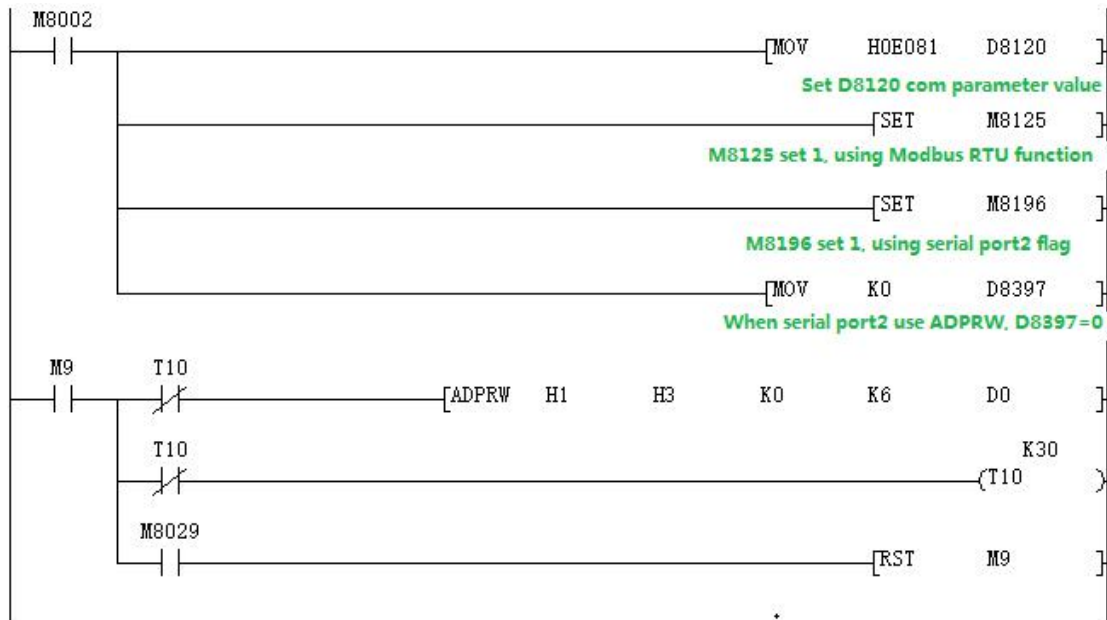 M8002
MOV H0E081 D8120
Set D8120 com parameter value
SET M8125
M8125 set 1, using Modbus RTU function
SET M8196
M8196 set 1, using serial port2 flag
MOV K0 D8397
When serial port2 use ADPRW, D8397=0
M9 T10
ADPRW H1 H3 K0 K6 D0
T10 K30
T10
M8029
RST M9